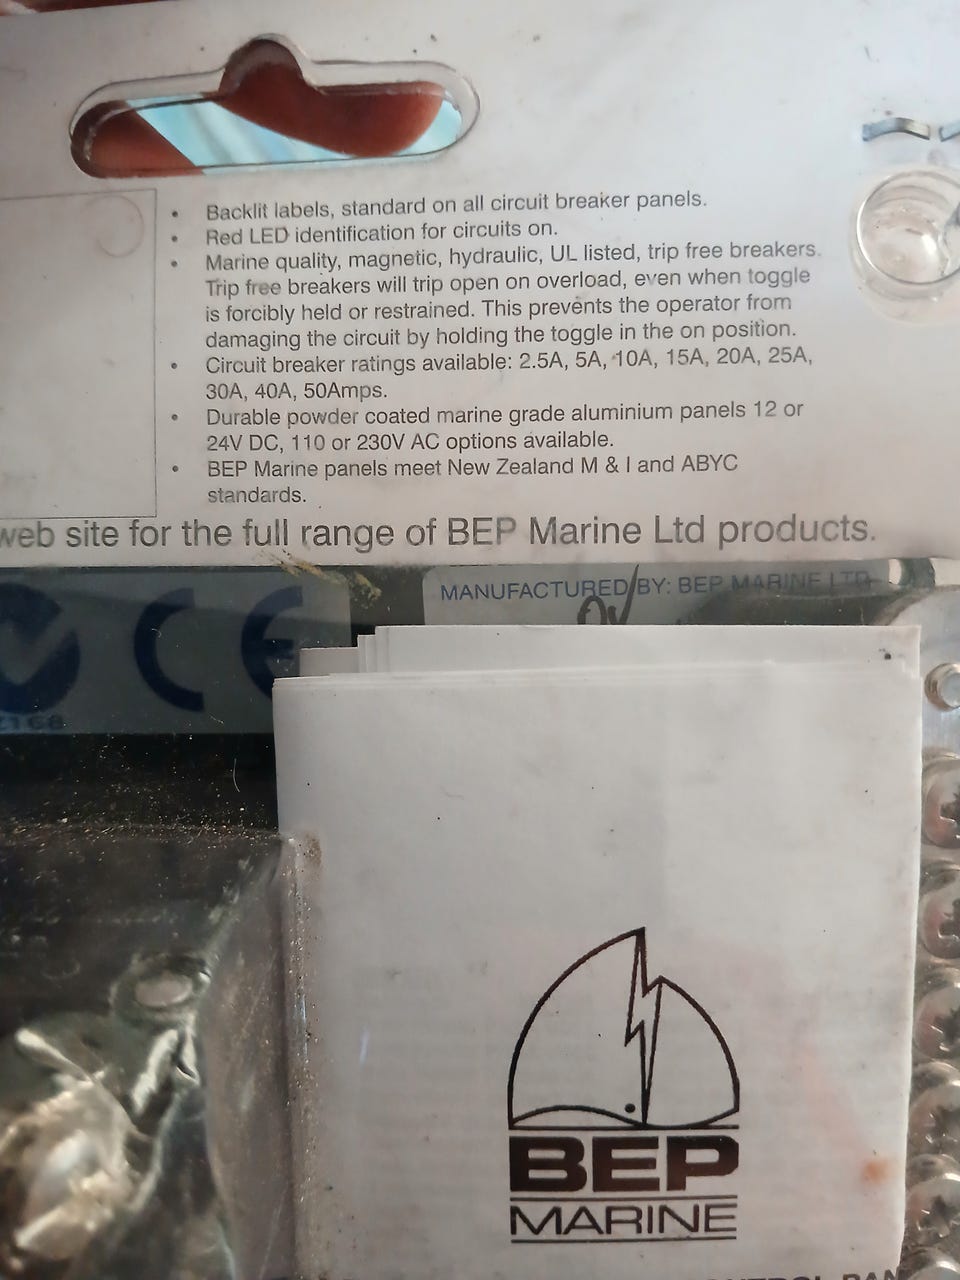 • Backlit labels, standard on all circuit breaker panels.
• Red LED identification for circuits on.
• Marine quality, magnetic, hydraulic, UL listed, trip free breakers.
Trip free breakers will trip open on overload, even when toggle
is forcibly held or restrained. This prevents the operator from
damaging the circuit by holding the toggle in the on position.
• Circuit breaker ratings available: 2.5A, 5A, 10A, 15A, 20A, 25A,
30A, 40A, 50Amps.
• Durable powder coated marine grade aluminium panels 12 or
24V DC, 110 or 230V AC options available.
• BEP Marine panels meet New Zealand M & I and ABYC
standards.
web site for the full range of BEP Marine Ltd products.
MANUFACTURED BY: BEP MARINE LTD
CE
BEP
MARINE